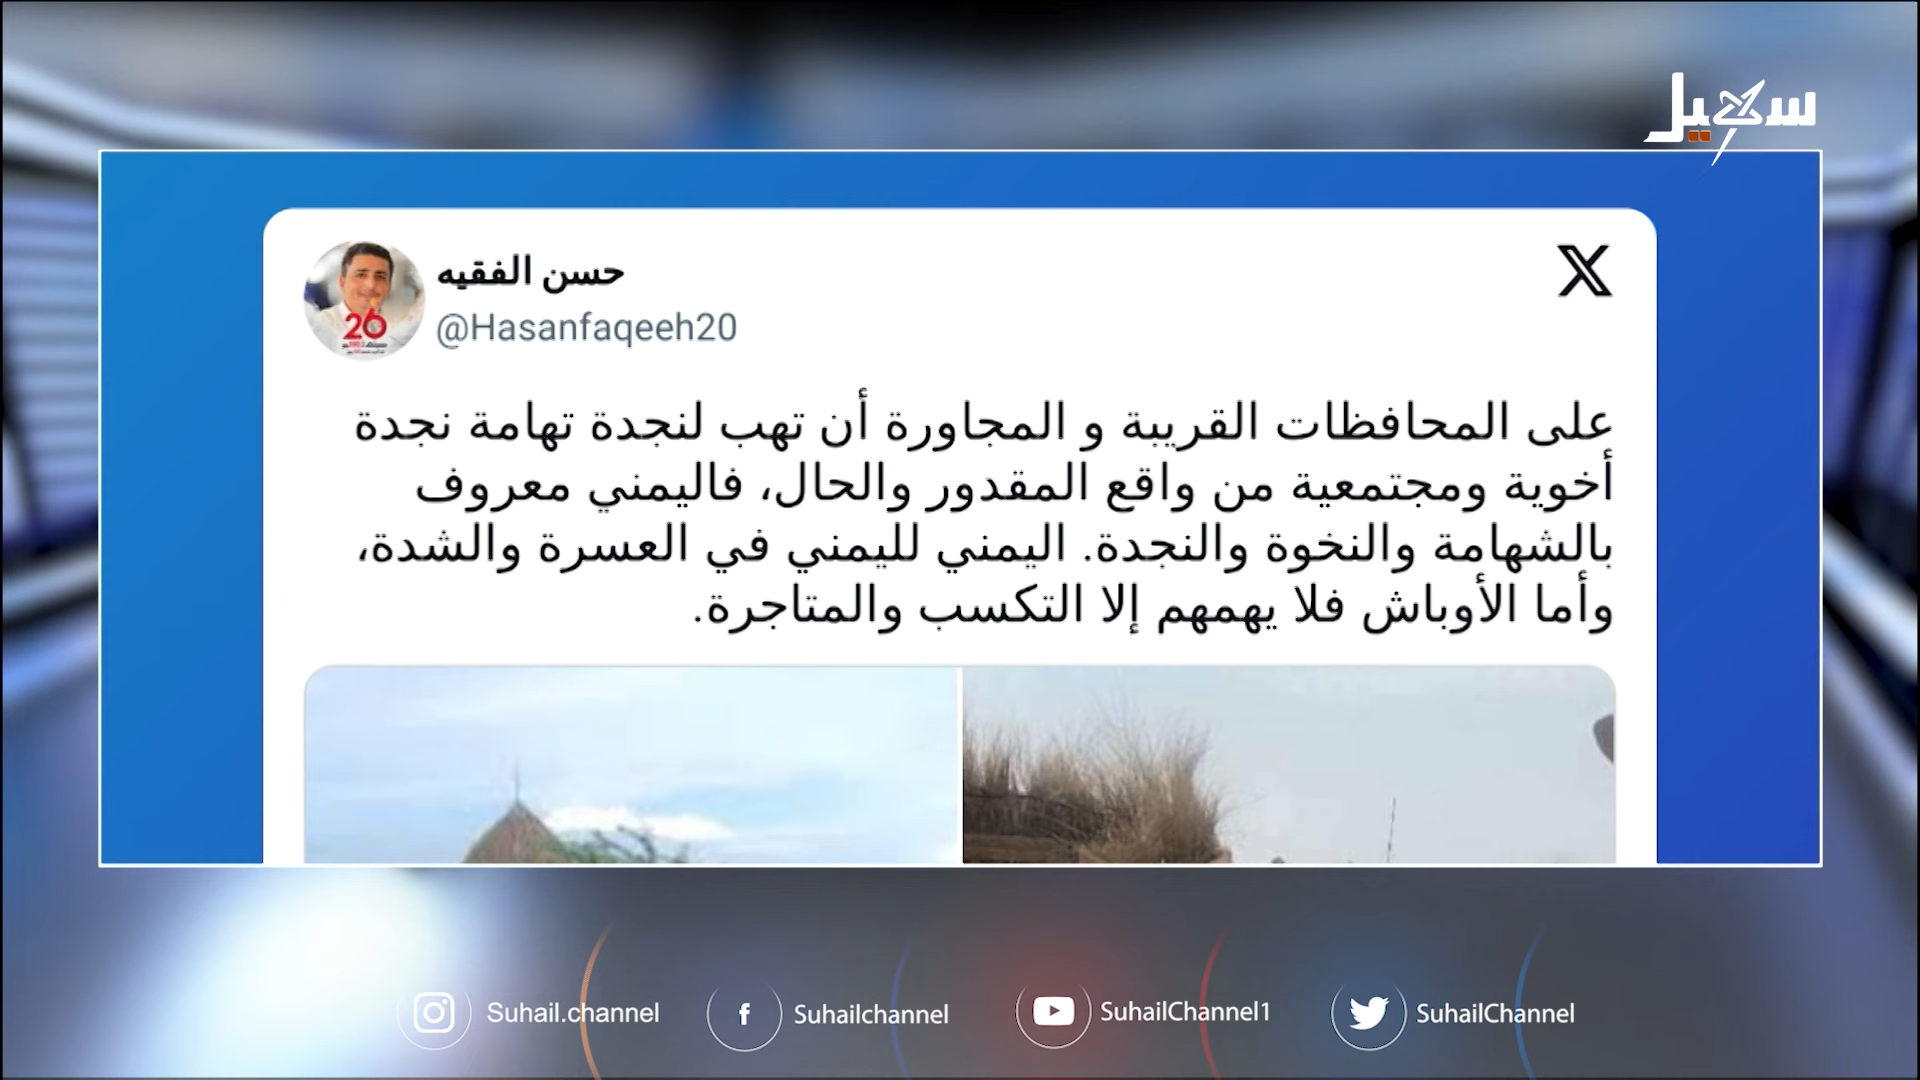 سهيل
حسن الفقيه
@Hasanfaqeeh20
على المحافظات القريبة و المجاورة أن تهب لنجدة تهامة نجدة
أخوية ومجتمعية من واقع المقدور والحال، فاليمني معروف
بالشهامة والنخوة والنجدة. اليمني لليمني في العسرة والشدة،
وأما الأوباش فلا يهمهم إلا التكسب والمتاجرة.
26
Suhail.channel
Suhailchannel
SuhailChannel1
SuhailChannel